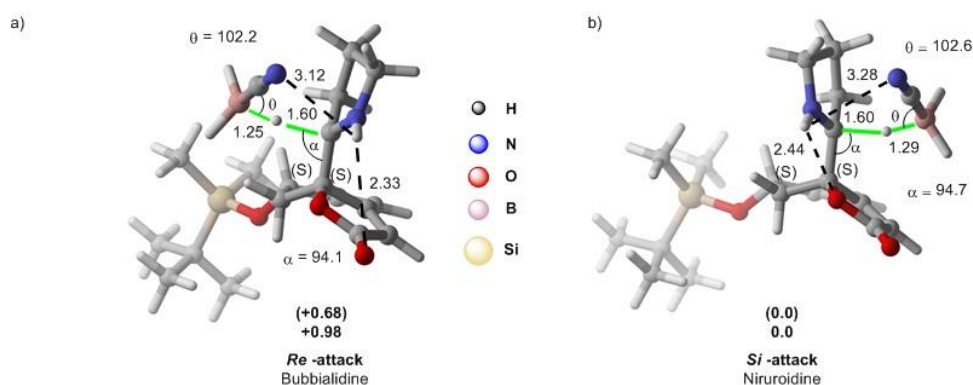 a)
θ = 102.2
3.12
θ
1.60
1.25
α
(S) (S)
2.33
α = 94.1
(+0.68)
+0.98
Re -attack
Bubbialidine
H
N
O
B
Si
b)
θ = 102.6
3.28
1.60 θ
1.29
α
2.44
(S) (S)
α = 94.7
(0.0)
0.0
Si -attack
Niruroidine